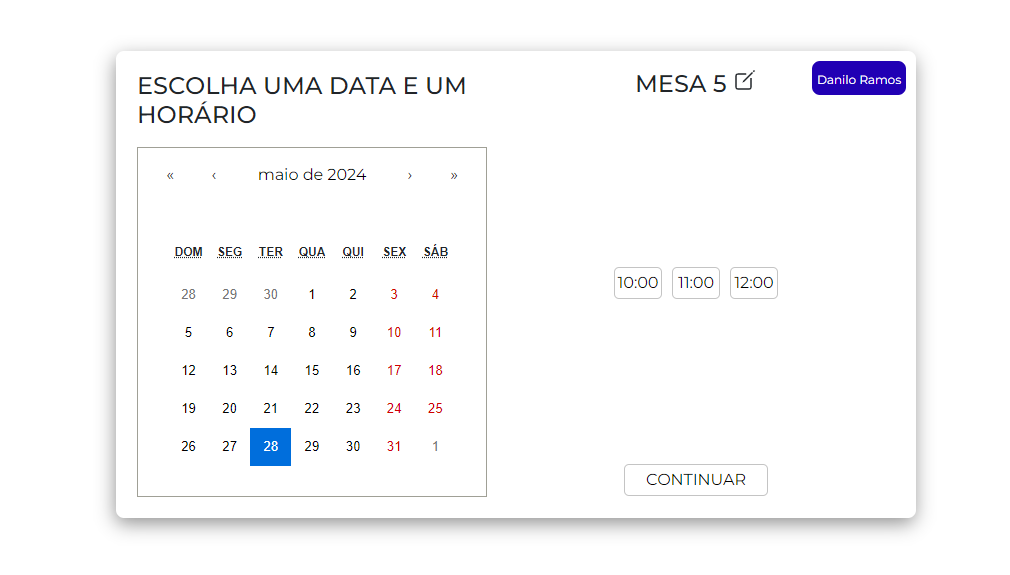 ESCOLHA UMA DATA E UM
HORÁRIO
MESA 5
Danilo Ramos
« ‹ maio de 2024 › »
DOM SEG TER QUA QUI SEX SÁB
28 29 30 1 2 3 4
5 6 7 8 9 10 11
12 13 14 15 16 17 18
19 20 21 22 23 24 25
26 27 28 29 30 31 1
10:00 11:00 12:00
CONTINUAR